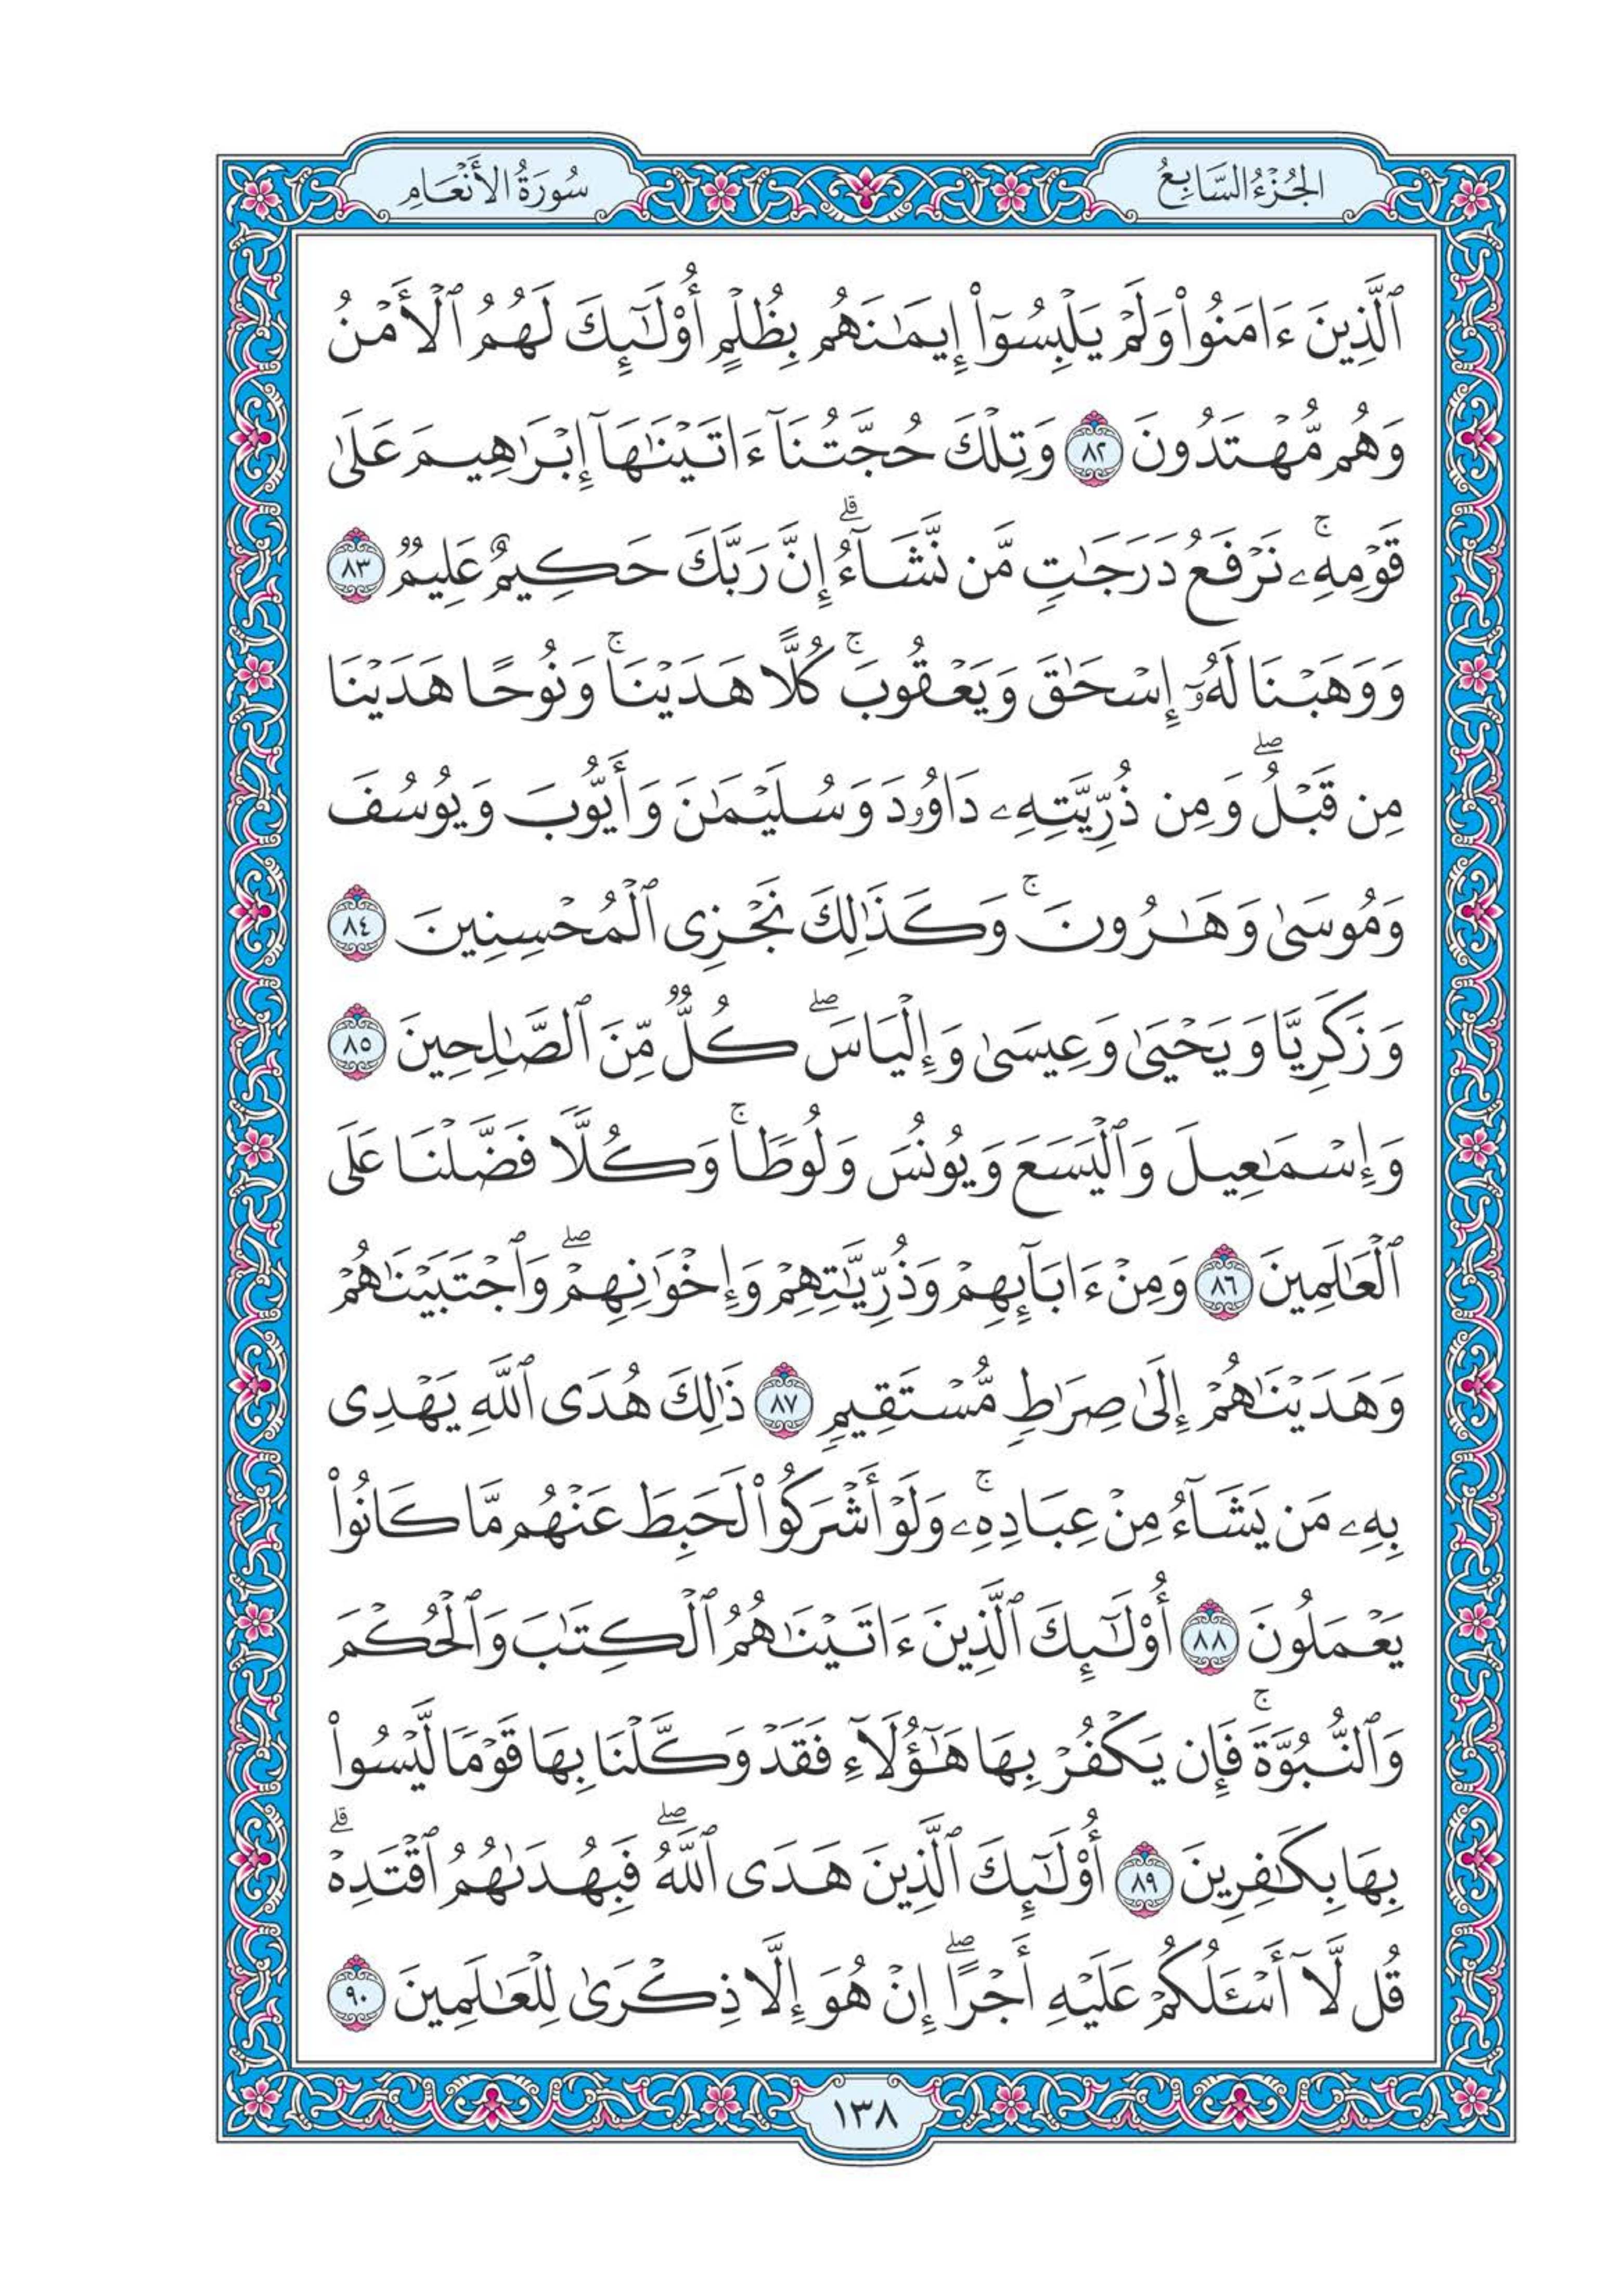 الجُزْءُ السَّابِعُ
سُورَةُ الأَنْعَامِ
ٱلَّذِينَ ءَامَنُوا۟ وَلَمْ يَلْبِسُوٓا۟ إِيمَـٰنَهُم بِظُلْمٍ أُو۟لَـٰٓئِكَ لَهُمُ ٱلْأَمْنُ
وَهُم مُّهْتَدُونَ ٨٢ وَتِلْكَ حُجَّتُنَآ ءَاتَيْنَـٰهَآ إِبْرَٰهِيمَ عَلَىٰ
قَوْمِهِۦ ۚ نَرْفَعُ دَرَجَـٰتٍ مَّن نَّشَآءُ ۗ إِنَّ رَبَّكَ حَكِيمٌ عَلِيمٌ ٨٣
وَوَهَبْنَا لَهُۥٓ إِسْحَـٰقَ وَيَعْقُوبَ ۚ كُلًّا هَدَيْنَا ۚ وَنُوحًا هَدَيْنَا
مِن قَبْلُ ۖ وَمِن ذُرِّيَّتِهِۦ دَاوُۥدَ وَسُلَيْمَـٰنَ وَأَيُّوبَ وَيُوسُفَ
وَمُوسَىٰ وَهَـٰرُونَ ۚ وَكَذَٰلِكَ نَجْزِى ٱلْمُحْسِنِينَ ٨٤
وَزَكَرِيَّا وَيَحْيَىٰ وَعِيسَىٰ وَإِلْيَاسَ ۖ كُلٌّ مِّنَ ٱلصَّـٰلِحِينَ ٨٥
وَإِسْمَـٰعِيلَ وَٱلْيَسَعَ وَيُونُسَ وَلُوطًا ۚ وَكُلًّا فَضَّلْنَا عَلَى
ٱلْعَـٰلَمِينَ ٨٦ وَمِنْ ءَابَآئِهِمْ وَذُرِّيَّـٰتِهِمْ وَإِخْوَٰنِهِمْ ۖ وَٱجْتَبَيْنَـٰهُمْ
وَهَدَيْنَـٰهُمْ إِلَىٰ صِرَٰطٍ مُّسْتَقِيمٍ ٨٧ ذَٰلِكَ هُدَى ٱللَّهِ يَهْدِى
بِهِۦ مَن يَشَآءُ مِنْ عِبَادِهِۦ ۚ وَلَوْ أَشْرَكُوا۟ لَحَبِطَ عَنْهُم مَّا كَانُوا۟
يَعْمَلُونَ ٨٨ أُو۟لَـٰٓئِكَ ٱلَّذِينَ ءَاتَيْنَـٰهُمُ ٱلْكِتَـٰبَ وَٱلْحُكْمَ
وَٱلنُّبُوَّةَ ۚ فَإِن يَكْفُرْ بِهَا هَـٰٓؤُلَآءِ فَقَدْ وَكَّلْنَا بِهَا قَوْمًا لَّيْسُوا۟
بِهَا بِكَـٰفِرِينَ ٨٩ أُو۟لَـٰٓئِكَ ٱلَّذِينَ هَدَى ٱللَّهُ ۖ فَبِهُدَىٰهُمُ ٱقْتَدِهْ ۗ
قُل لَّآ أَسْـَٔلُكُمْ عَلَيْهِ أَجْرًا ۖ إِنْ هُوَ إِلَّا ذِكْرَىٰ لِلْعَـٰلَمِينَ ٩٠
١٣٨